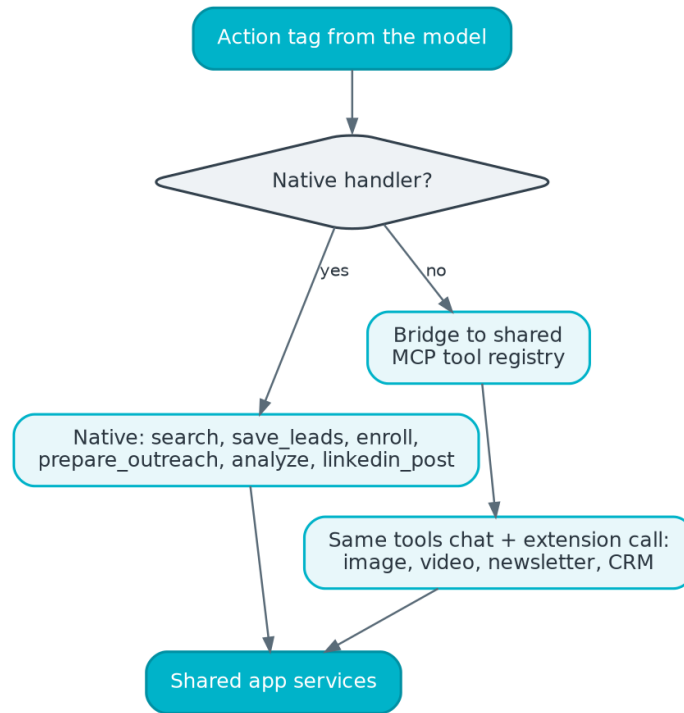 Action tag from the model
Native handler?
yes
no
Bridge to shared
MCP tool registry
Native: search, save_leads, enroll,
prepare_outreach, analyze, linkedin_post
Same tools chat + extension call:
image, video, newsletter, CRM
Shared app services